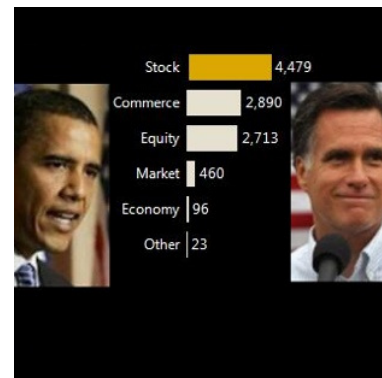 Stock 4,479
Commerce 2,890
Equity 2,713
Market 460
Economy 96
Other 23